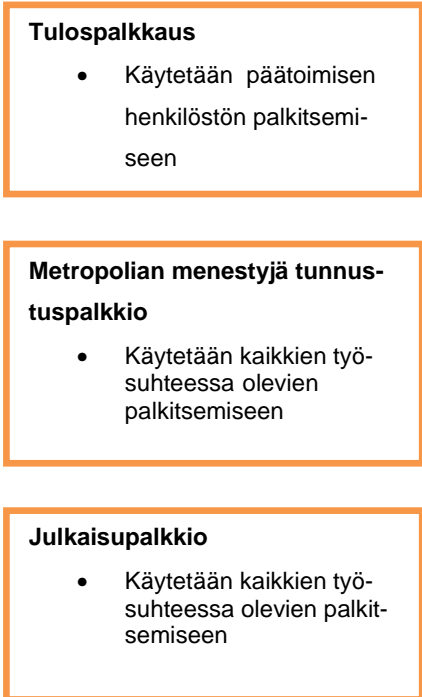 Tulospalkkaus
• Käytetään päätoimisen
henkilöstön palkitsemi-
seen
Metropolian menestyjä tunnus-
tuspalkkio
• Käytetään kaikkien työ-
suhteessa olevien
palkitsemiseen
Julkaisupalkkio
• Käytetään kaikkien työ-
suhteessa olevien palkit-
semiseen